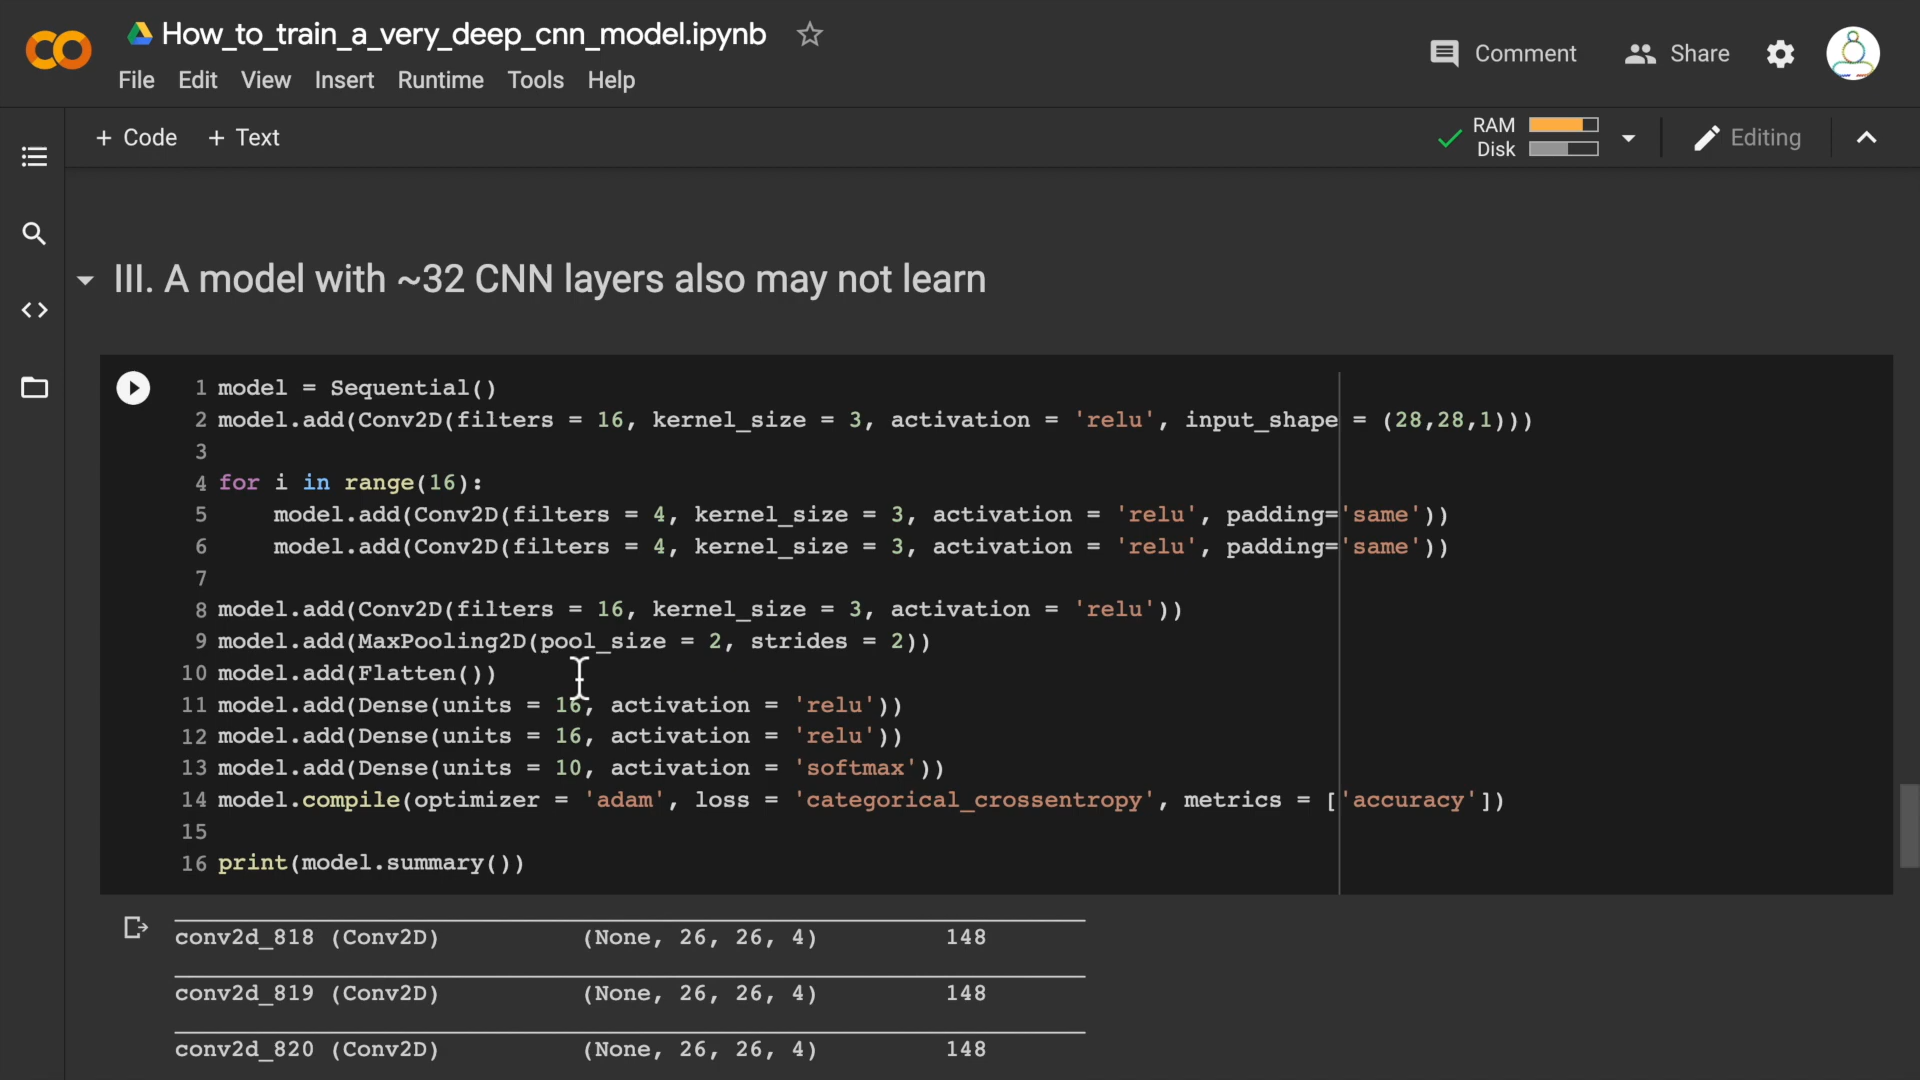 How_to_train_a_very_deep_cnn_model.ipynb
File Edit View Insert Runtime Tools Help
Comment
Share
+ Code + Text
RAM
Disk
Editing
III. A model with ~32 CNN layers also may not learn
1 model = Sequential()
2 model.add(Conv2D(filters = 16, kernel_size = 3, activation = 'relu', input_shape = (28,28,1)))
3
4 for i in range(16):
5     model.add(Conv2D(filters = 4, kernel_size = 3, activation = 'relu', padding='same'))
6     model.add(Conv2D(filters = 4, kernel_size = 3, activation = 'relu', padding='same'))
7
8 model.add(Conv2D(filters = 16, kernel_size = 3, activation = 'relu'))
9 model.add(MaxPooling2D(pool_size = 2, strides = 2))
10 model.add(Flatten())
11 model.add(Dense(units = 16, activation = 'relu'))
12 model.add(Dense(units = 16, activation = 'relu'))
13 model.add(Dense(units = 10, activation = 'softmax'))
14 model.compile(optimizer = 'adam', loss = 'categorical_crossentropy', metrics = ['accuracy'])
15
16 print(model.summary())
conv2d_818 (Conv2D) (None, 26, 26, 4) 148
conv2d_819 (Conv2D) (None, 26, 26, 4) 148
conv2d_820 (Conv2D) (None, 26, 26, 4) 148